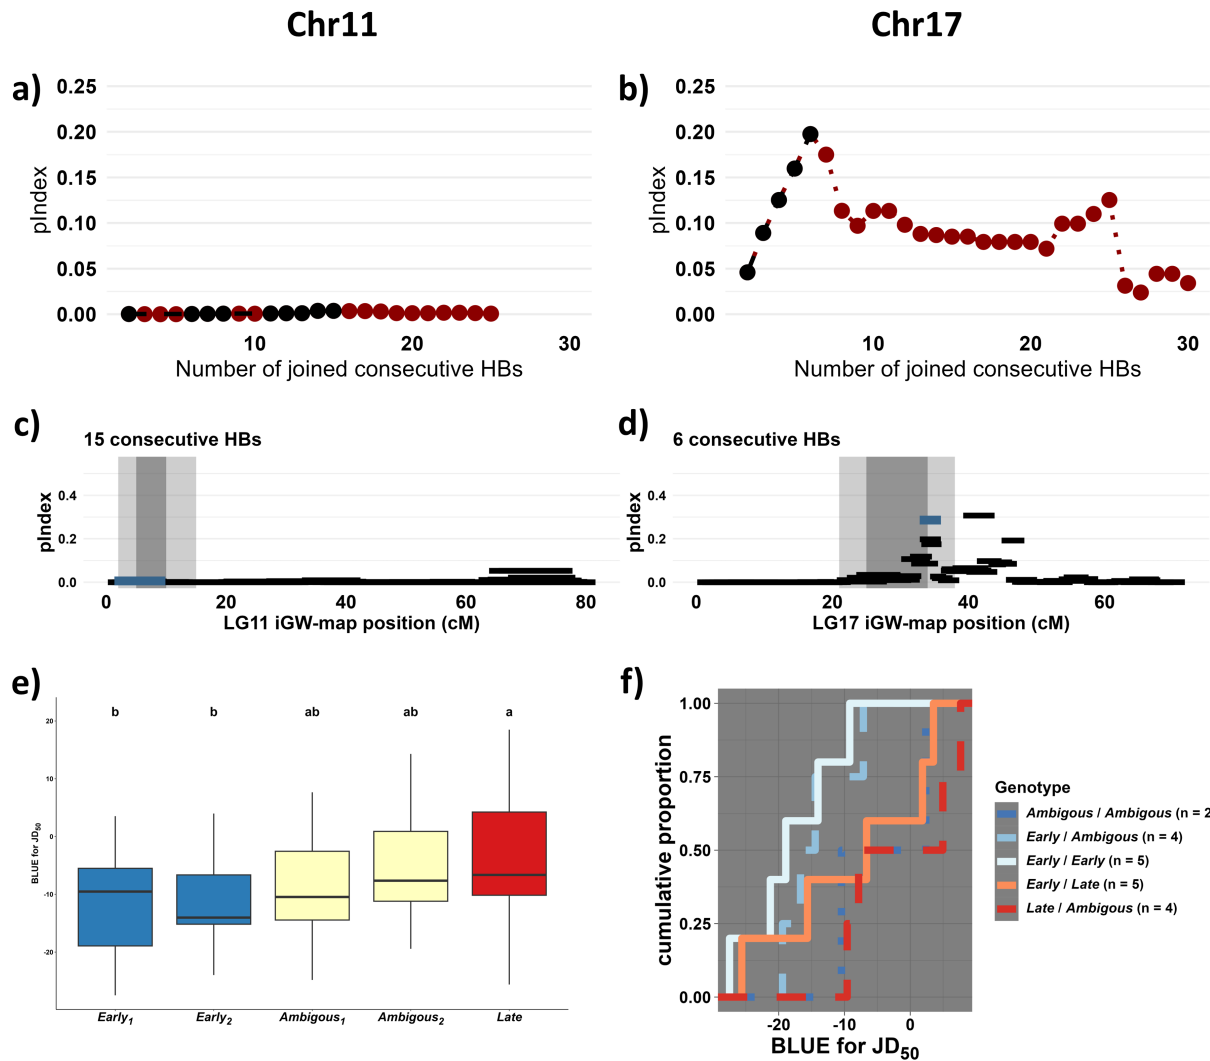 Chr11
Chr17
a)
0.25
0.20
0.15
0.10
0.05
0.00
pIndex
10
20
30
Number of joined consecutive HBs
b)
0.25
0.20
0.15
0.10
0.05
0.00
pIndex
10
20
30
Number of joined consecutive HBs
c)
15 consecutive HBs
0.4
0.2
0.0
pIndex
0
20
40
60
80
LG11 iGW-map position (cM)
d)
6 consecutive HBs
0.4
0.2
0.0
pIndex
0
20
40
60
LG17 iGW-map position (cM)
e)
b
b
ab
ab
a
20
10
0
-10
-20
BLUE for JD50
Early1
Early2
Ambigous1
Ambigous2
Late
f)
1.00
0.75
0.50
0.25
0.00
cumulative proportion
-20
-10
0
BLUE for JD50
Genotype
Ambigous / Ambigous (n = 2
Early / Ambigous (n = 4)
Early / Early (n = 5)
Early / Late (n = 5)
Late / Ambigous (n = 4)